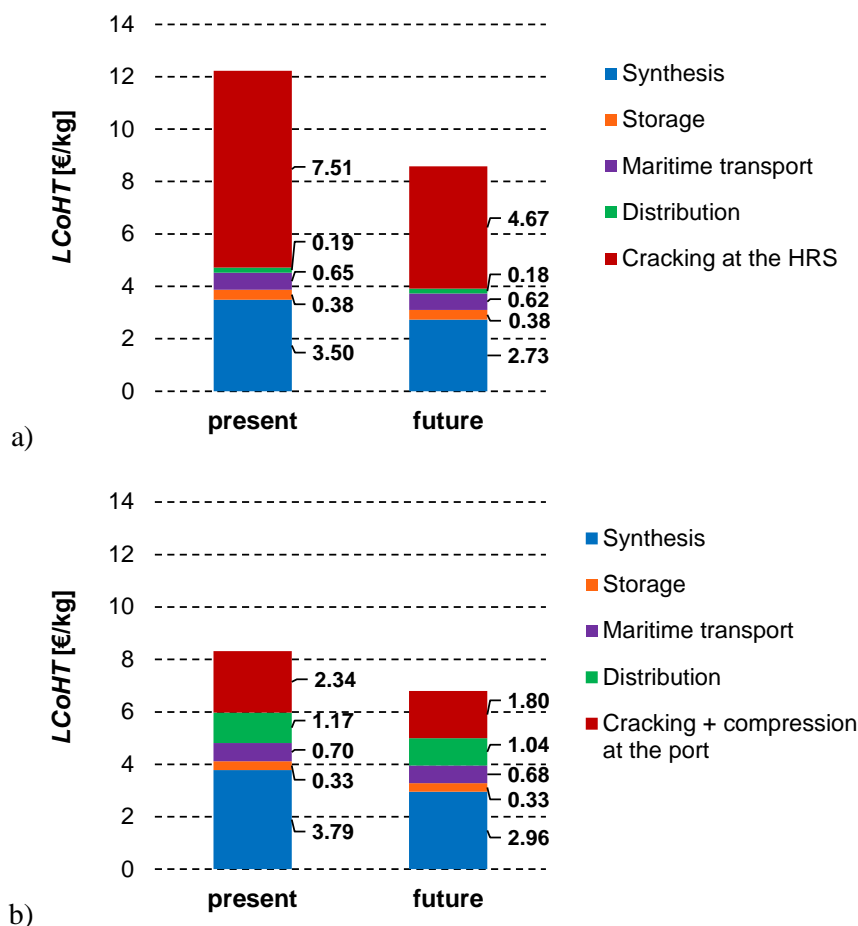 14
12
10
8
6
4
2
0
LCoHT [€/kg]
7.51
0.19
0.65
0.38
3.50
4.67
0.18
0.62
0.38
2.73
present
future
Synthesis
Storage
Maritime transport
Distribution
Cracking at the HRS
a)
14
12
10
8
6
4
2
0
LCoHT [€/kg]
2.34
1.17
0.70
0.33
3.79
1.80
1.04
0.68
0.33
2.96
present
future
Synthesis
Storage
Maritime transport
Distribution
Cracking + compression
at the port
b)